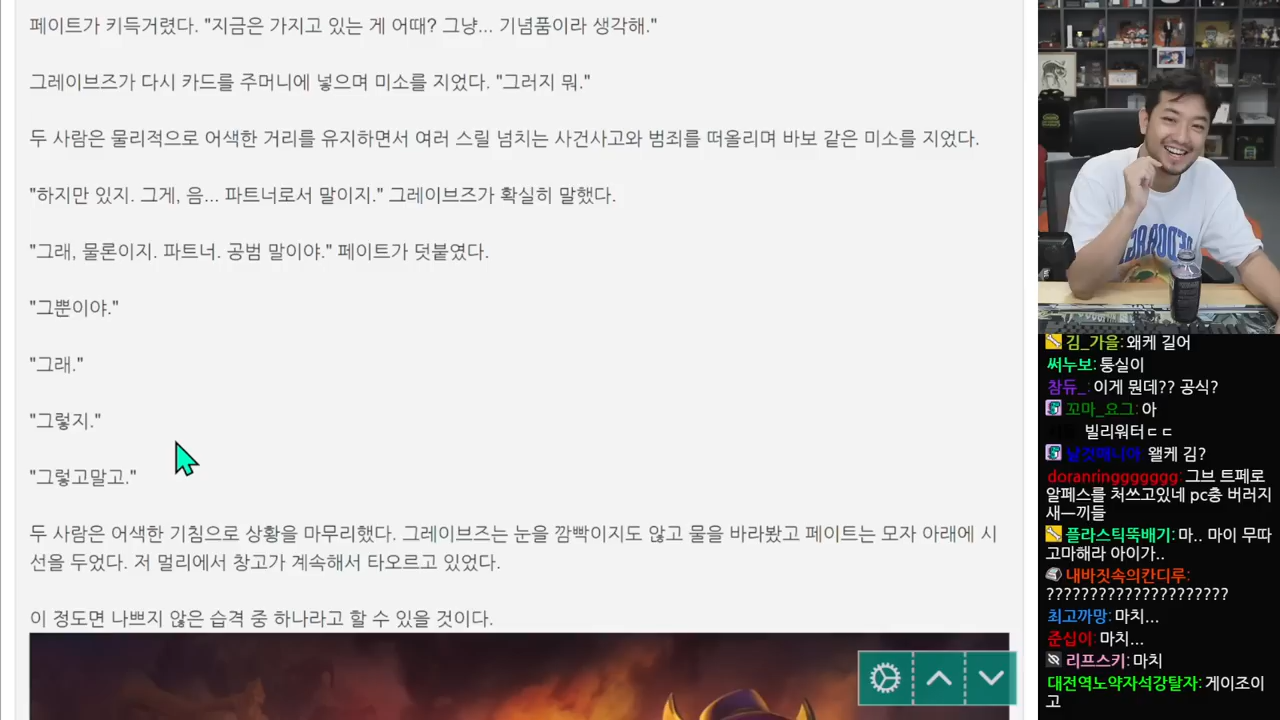 페이트가 키득거렸다. "지금은 가지고 있는 게 어때? 그냥... 기념품이라 생각해."
그레이브즈가 다시 카드를 주머니에 넣으며 미소를 지었다. "그러지 뭐."
두 사람은 물리적으로 어색한 거리를 유지하면서 여러 스릴 넘치는 사건사고와 범죄를 떠올리며 바보 같은 미소를 지었다.
"하지만 있지. 그게, 음... 파트너로서 말이지." 그레이브즈가 확실히 말했다.
"그래, 물론이지. 파트너. 공범 말이야." 페이트가 덧붙였다.
"그뿐이야."
"그래."
"그렇지."
"그렇고말고."
두 사람은 어색한 기침으로 상황을 마무리했다. 그레이브즈는 눈을 깜빡이지도 않고 물을 바라봤고 페이트는 모자 아래에 시
선을 두었다. 저 멀리에서 창고가 계속해서 타오르고 있었다.
이 정도면 나쁘지 않은 습격 중 하나라고 할 수 있을 것이다.
김_가을: 왜케 길어
써누보: 퉁실이
참듀_: 이게 뭔데?? 공식?
꼬마_요그: 아
빌리워터ㄷㄷ
날것매니아: 왤케 김?
doranringgggggg: 그브 트페로
알페스를 처쓰고있네 pc충 버러지
새ㅡ끼들
플라스틱뚝배기: 마.. 마이 무따
고마해라 아이가..
내바짓속의칸디루:
?????????????????????
최고까망: 마치...
준십이: 마치...
리프스키: 마치
대전역노약자석강탈자: 게이조이
고